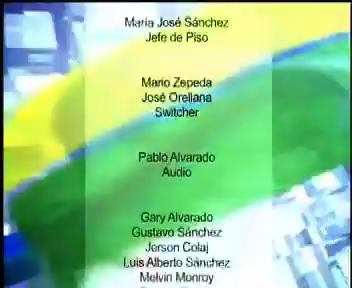 María José Sánchez
Jefe de Piso
Mario Zepeda
José Orellana
Switcher
Pablo Alvarado
Audio
Gary Alvarado
Gustavo Sánchez
Jerson Colaj
Luis Alberto Sánchez
Melvin Monroy